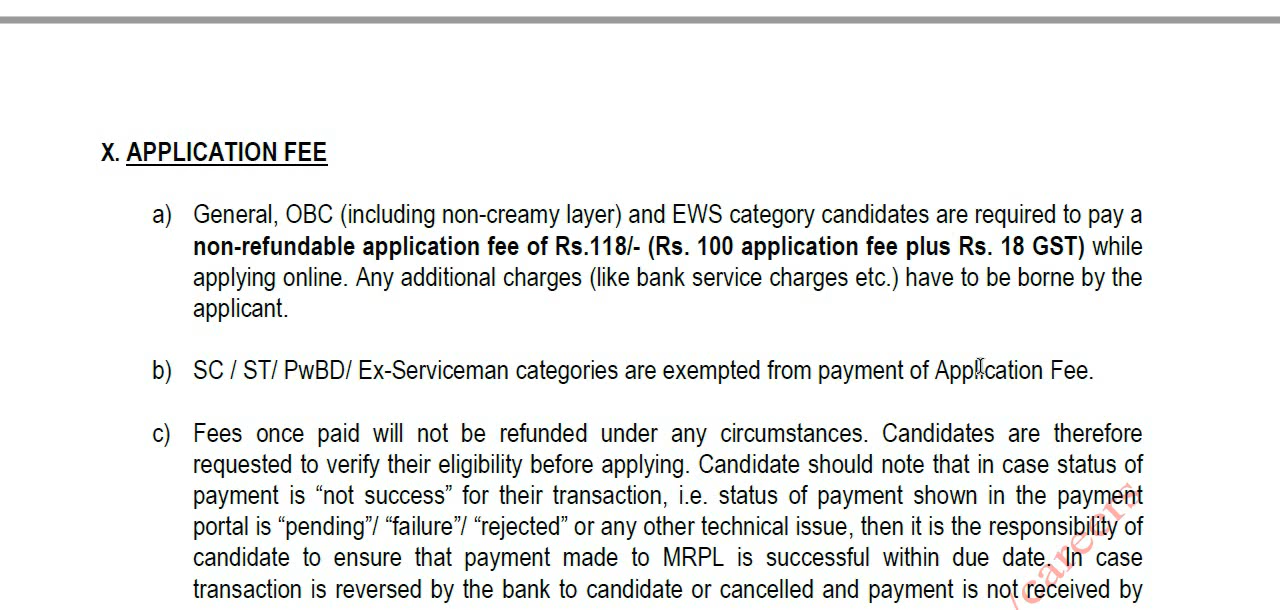 X. APPLICATION FEE
a) General, OBC (including non-creamy layer) and EWS category candidates are required to pay a
non-refundable application fee of Rs.118/- (Rs. 100 application fee plus Rs. 18 GST) while
applying online. Any additional charges (like bank service charges etc.) have to be borne by the
applicant.
b) SC / ST/ PwBD/ Ex-Serviceman categories are exempted from payment of Application Fee.
c) Fees once paid will not be refunded under any circumstances. Candidates are therefore
requested to verify their eligibility before applying. Candidate should note that in case status of
payment is “not success” for their transaction, i.e. status of payment shown in the payment
portal is “pending”/ “failure”/ “rejected” or any other technical issue, then it is the responsibility of
candidate to ensure that payment made to MRPL is successful within due date. In case
transaction is reversed by the bank to candidate or cancelled and payment is not received by
/careers